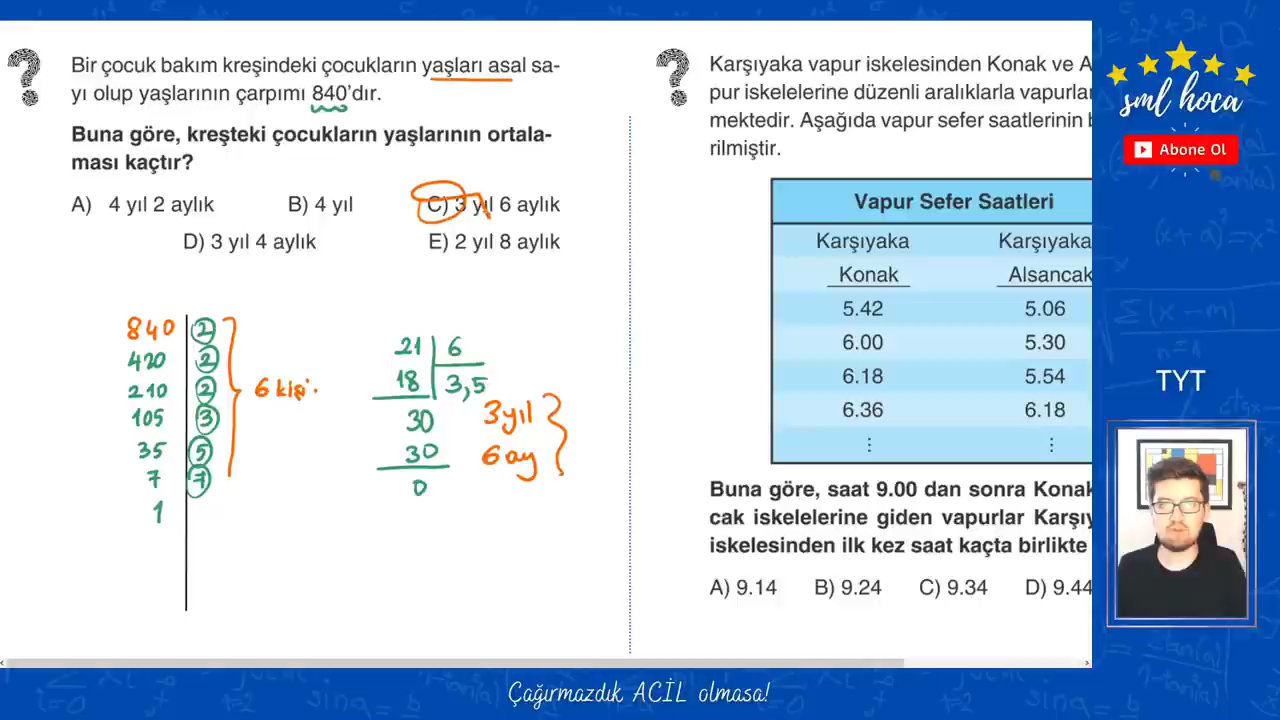 Bir çocuk bakım kreşindeki çocukların yaşları asal sa-
yı olup yaşlarının çarpımı 840'dır.
Buna göre, kreşteki çocukların yaşlarının ortala-
ması kaçtır?
A) 4 yıl 2 aylık B) 4 yıl C) 3 yıl 6 aylık
D) 3 yıl 4 aylık E) 2 yıl 8 aylık
840 2
420 2
210 2
105 3
35 5
7 7
1
6 kişi
21 6
18 3,5
30
30
0
3 yıl
6 ay
Karşıyaka vapur iskelesinden Konak ve A
pur iskelelerine düzenli aralıklarla vapurlar
mektedir. Aşağıda vapur sefer saatlerinin b
rilmiştir.
Vapur Sefer Saatleri
Karşıyaka Karşıyaka
Konak Alsancak
5.42 5.06
6.00 5.30
6.18 5.54
6.36 6.18
⋮ ⋮
Buna göre, saat 9.00 dan sonra Konak
cak iskelelerine giden vapurlar Karşıy
iskelesinden ilk kez saat kaçta birlikte
A) 9.14 B) 9.24 C) 9.34 D) 9.44
sml hoca
Abone Ol
TYT
Çağırmazdık ACİL olmasa!